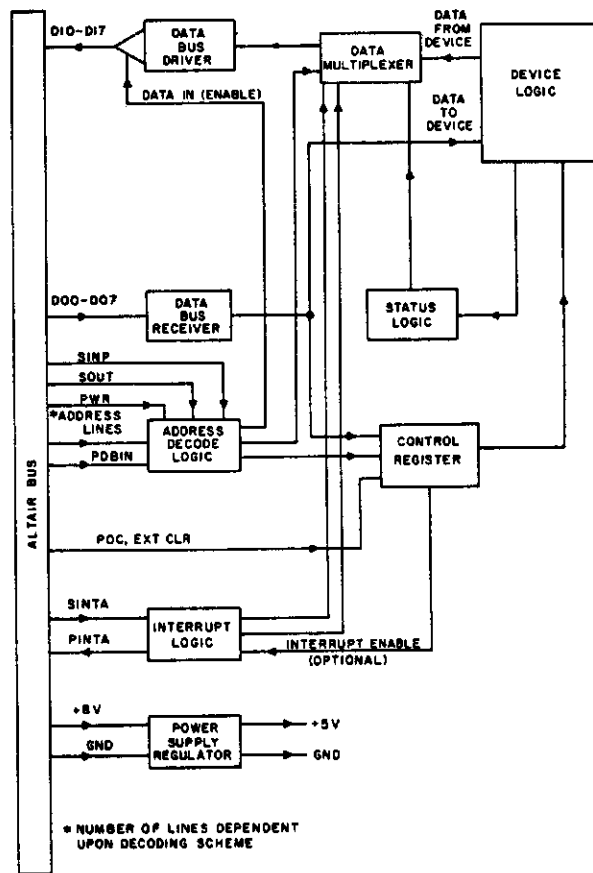 DI0-DI7
DATA
BUS
DRIVER
DATA
MULTIPLEXER
DATA
FROM
DEVICE
DEVICE
LOGIC
DATA IN (ENABLE)
DATA
TO
DEVICE
DO0-DO7
DATA
BUS
RECEIVER
STATUS
LOGIC
SINP
SOUT
PWR
*ADDRESS
LINES
PDBIN
ADDRESS
DECODE
LOGIC
CONTROL
REGISTER
ALTAIR BUS
POC, EXT CLR
SINTA
PINTA
INTERRUPT
LOGIC
INTERRUPT ENABLE
(OPTIONAL)
+8V
GND
POWER
SUPPLY
REGULATOR
+5V
GND
* NUMBER OF LINES DEPENDENT
UPON DECODING SCHEME